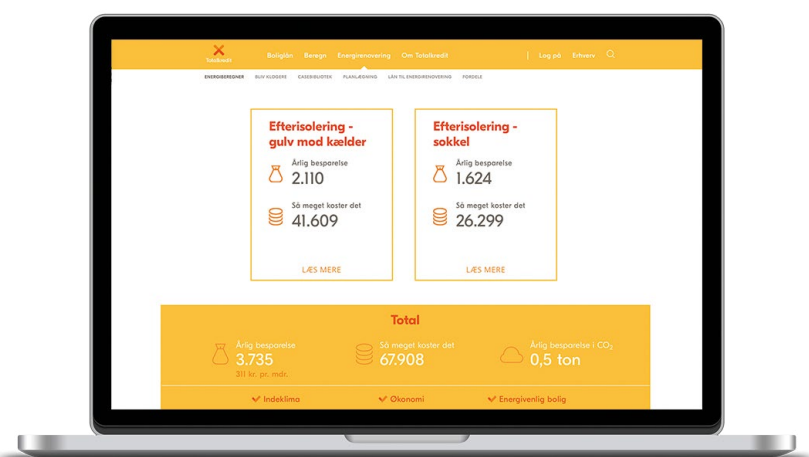 Totalkredit
Boliglån Beregn Energirenovering Om Totalkredit | Log på Erhverv
ENERGIBEREGNER BLIV KLOGERE CASEBIBLIOTEK PLANLÆGNING LÅN TIL ENERGIRENOVERING FORDELE
Efterisolering -
gulv mod kælder
Årlig besparelse
2.110
Så meget koster det
41.609
LÆS MERE
Efterisolering -
sokkel
Årlig besparelse
1.624
Så meget koster det
26.299
LÆS MERE
Total
Årlig besparelse
3.735
311 kr. pr. mdr.
Så meget koster det
67.908
Årlig besparelse i CO₂
0,5 ton
Indeklima
Økonomi
Energivenlig bolig